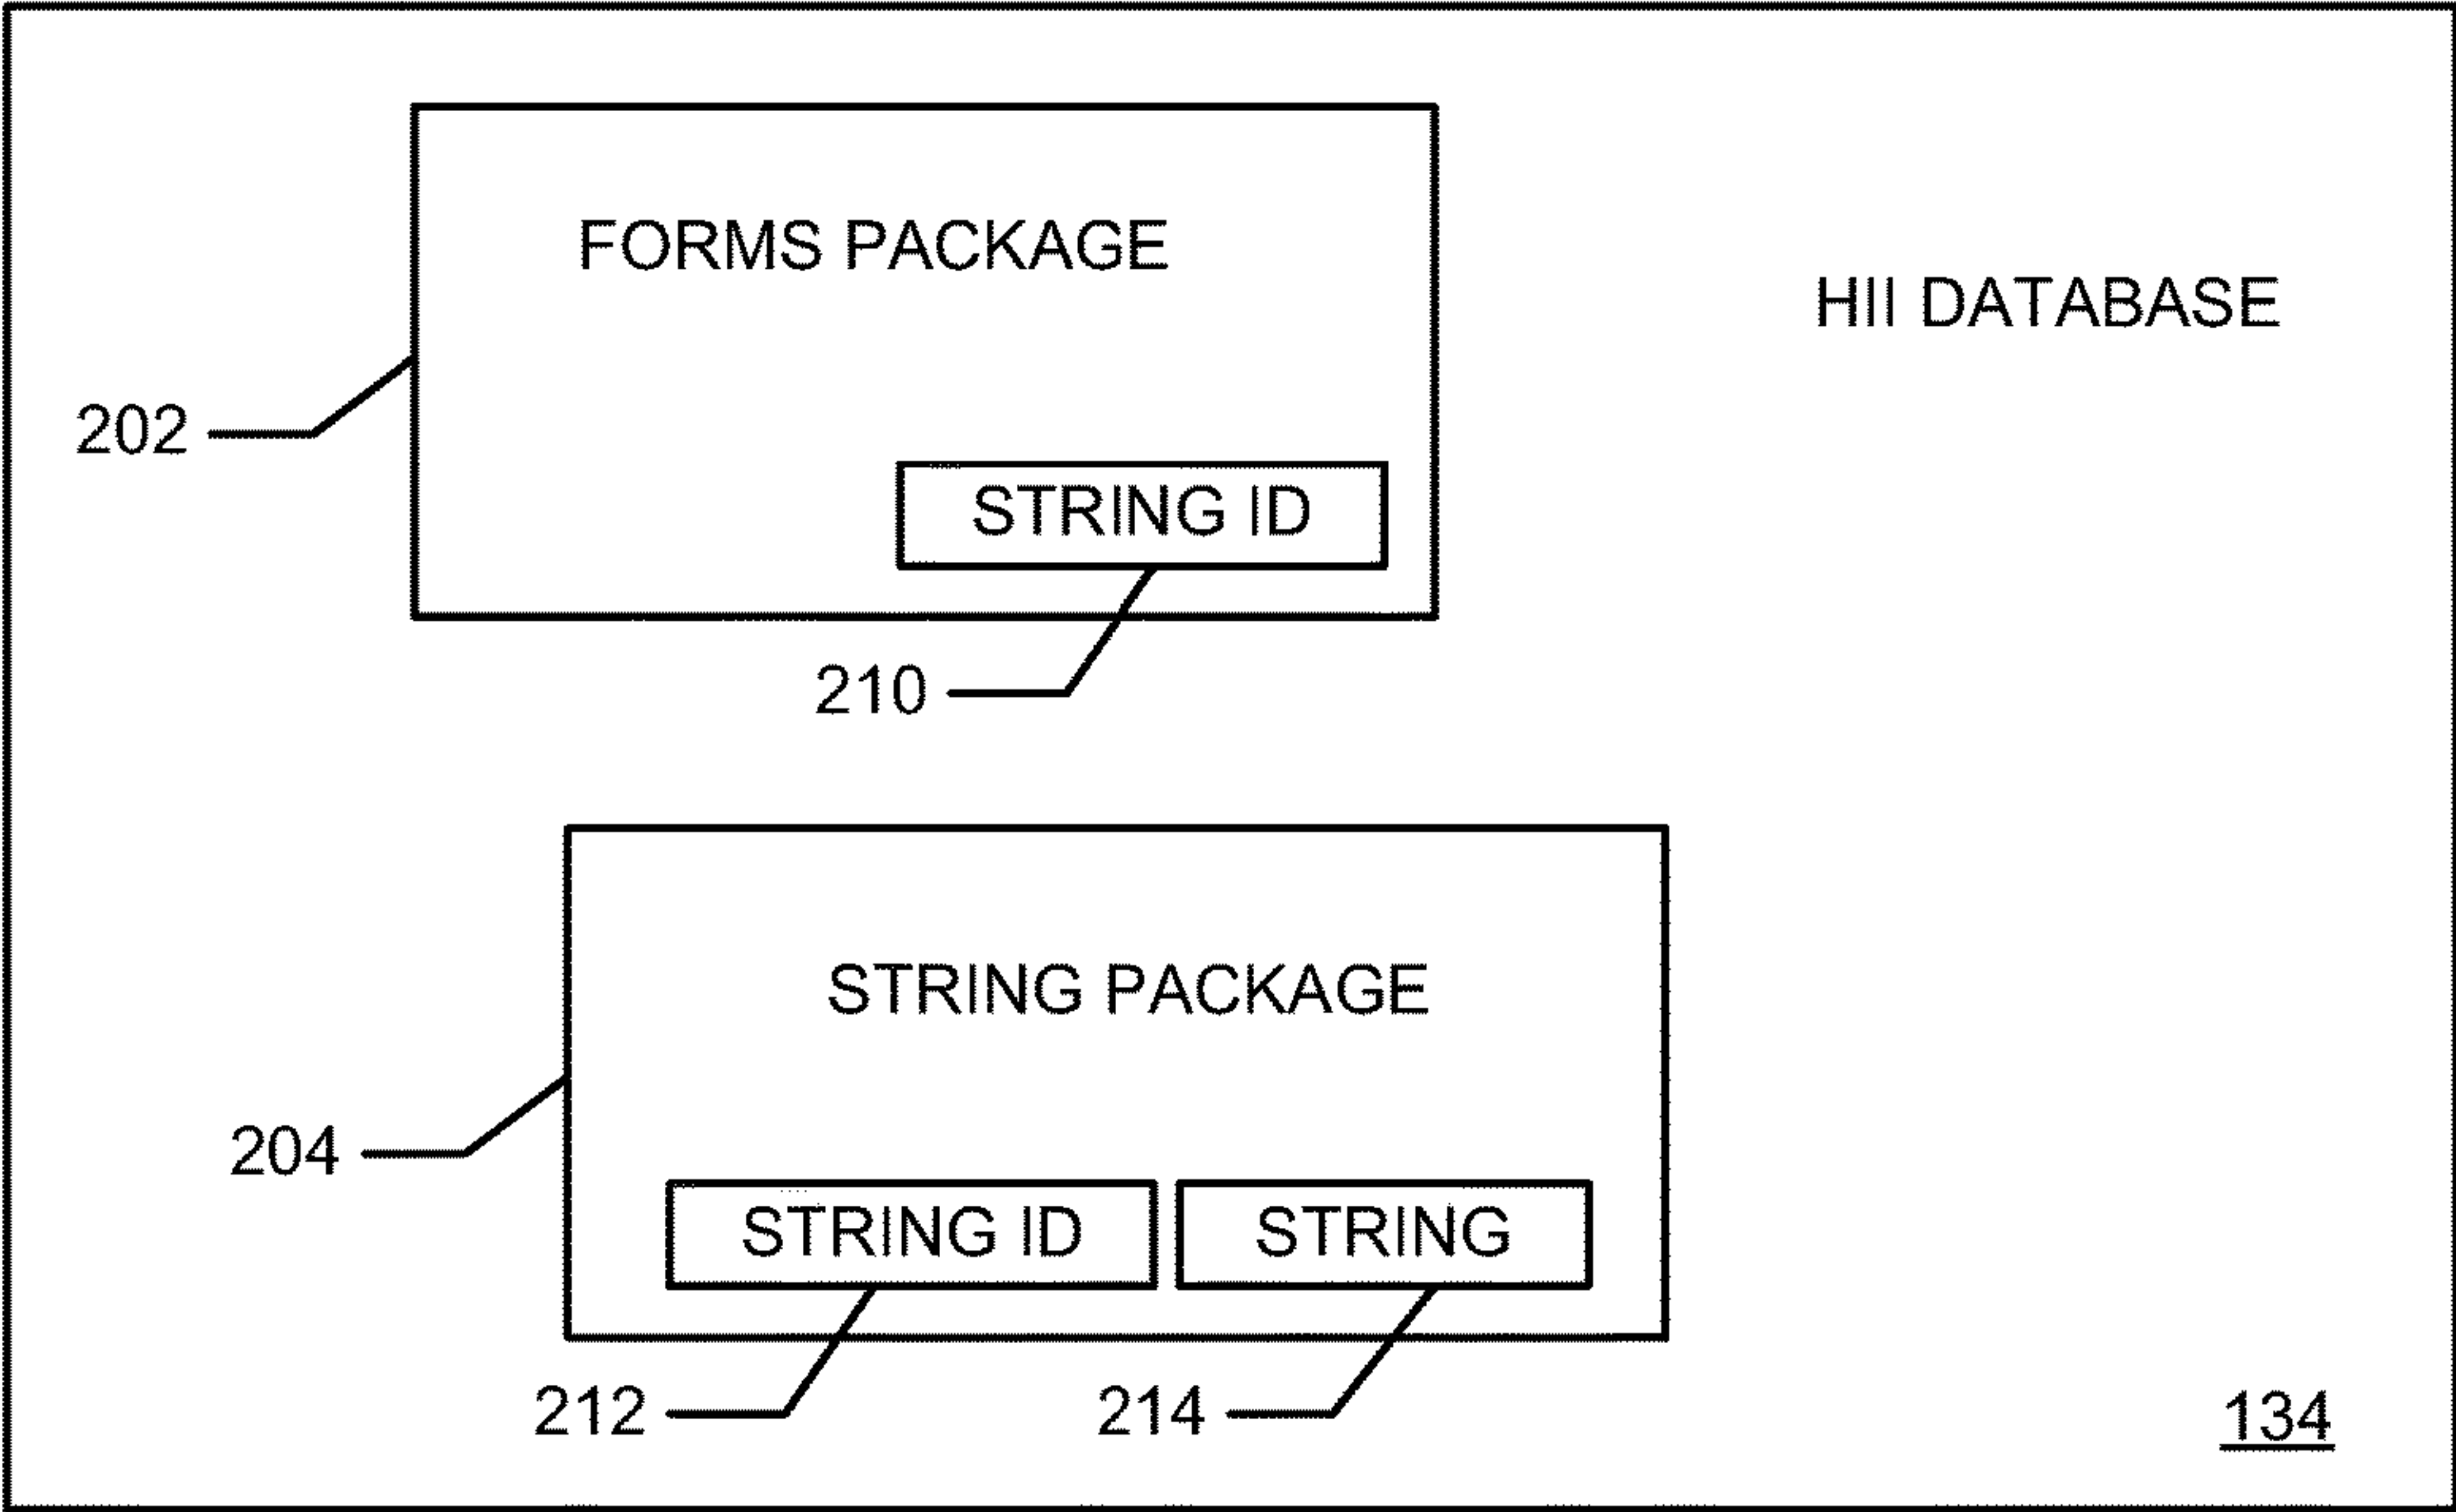 FORMS PACKAGE
HII DATABASE
202
STRING ID
210
STRING PACKAGE
204
STRING ID
STRING
212
214
134